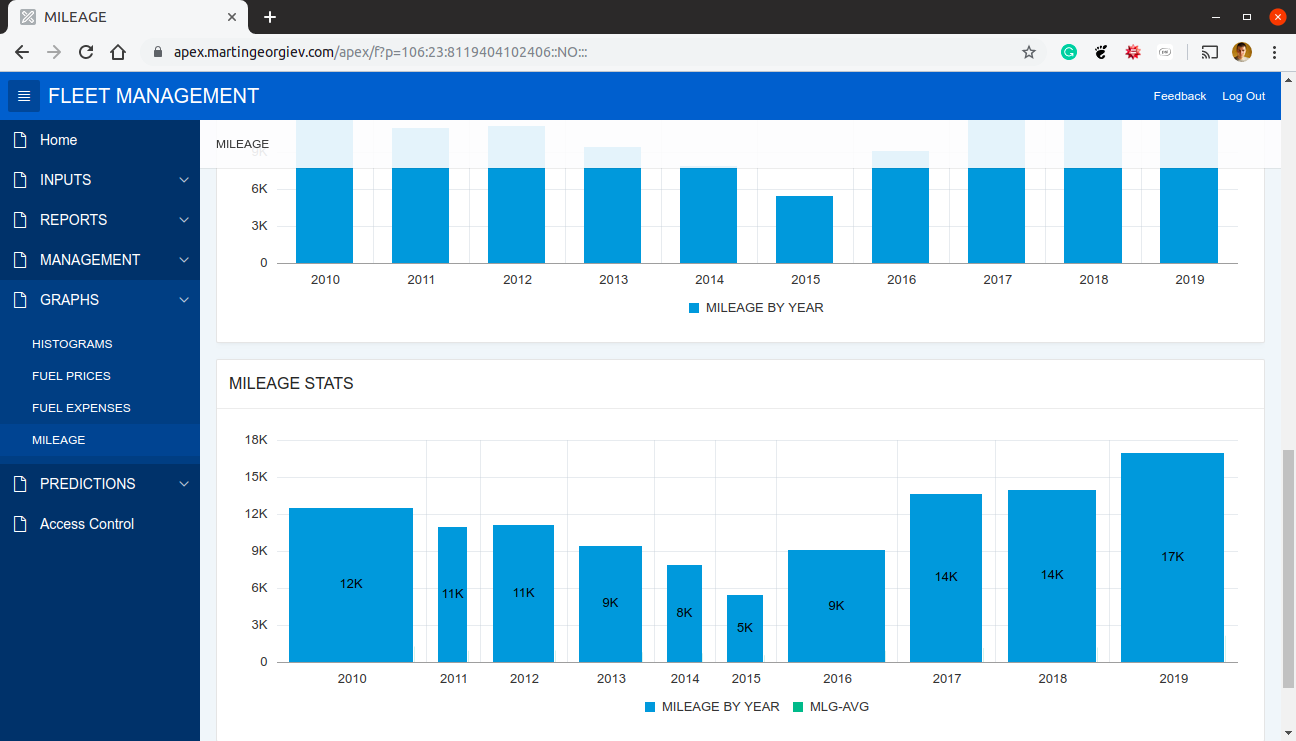 MILEAGE
apex.martingeorgiev.com/apex/f?p=106:23:8119404102406::NO:::
FLEET MANAGEMENT
Feedback
Log Out
Home
INPUTS
REPORTS
MANAGEMENT
GRAPHS
HISTOGRAMS
FUEL PRICES
FUEL EXPENSES
MILEAGE
PREDICTIONS
Access Control
MILEAGE
9K
6K
3K
0
2010 2011 2012 2013 2014 2015 2016 2017 2018 2019
MILEAGE BY YEAR
MILEAGE STATS
18K
15K
12K
9K
6K
3K
0
12K 11K 11K 9K 8K 5K 9K 14K 14K 17K
2010 2011 2012 2013 2014 2015 2016 2017 2018 2019
MILEAGE BY YEAR MLG-AVG